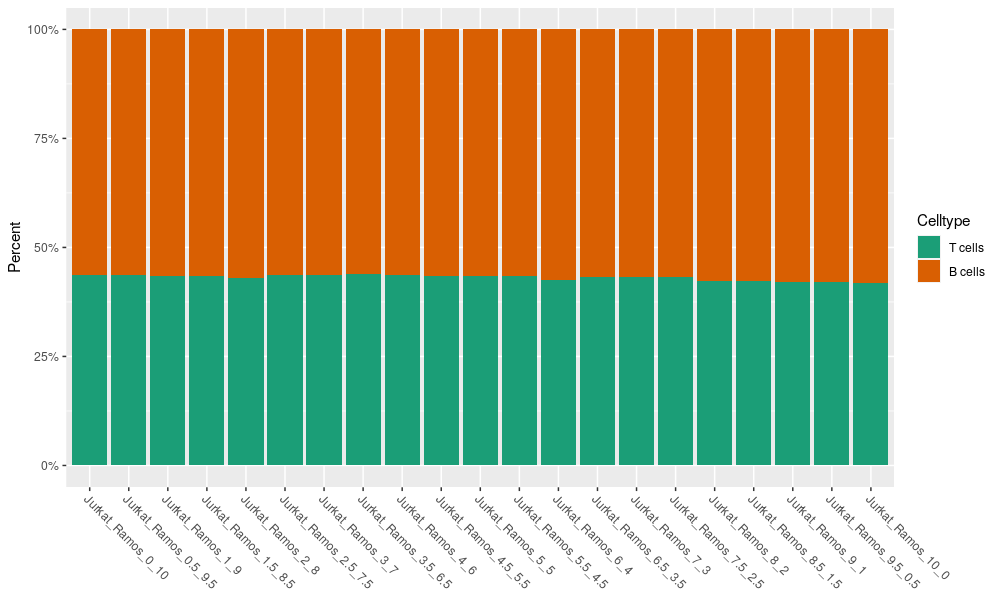 100%
75%
50%
25%
0%
Percent
Jurkat_Ramos_0_10
Jurkat_Ramos_0.5_9.5
Jurkat_Ramos_1_9
Jurkat_Ramos_1.5_8.5
Jurkat_Ramos_2_8
Jurkat_Ramos_2.5_7.5
Jurkat_Ramos_3_7
Jurkat_Ramos_3.5_6.5
Jurkat_Ramos_4_6
Jurkat_Ramos_4.5_5.5
Jurkat_Ramos_5_5
Jurkat_Ramos_5.5_4.5
Jurkat_Ramos_6_4
Jurkat_Ramos_6.5_3.5
Jurkat_Ramos_7_3
Jurkat_Ramos_7.5_2.5
Jurkat_Ramos_8_2
Jurkat_Ramos_8.5_1.5
Jurkat_Ramos_9_1
Jurkat_Ramos_9.5_0.5
Jurkat_Ramos_10_0
Celltype
T cells
B cells